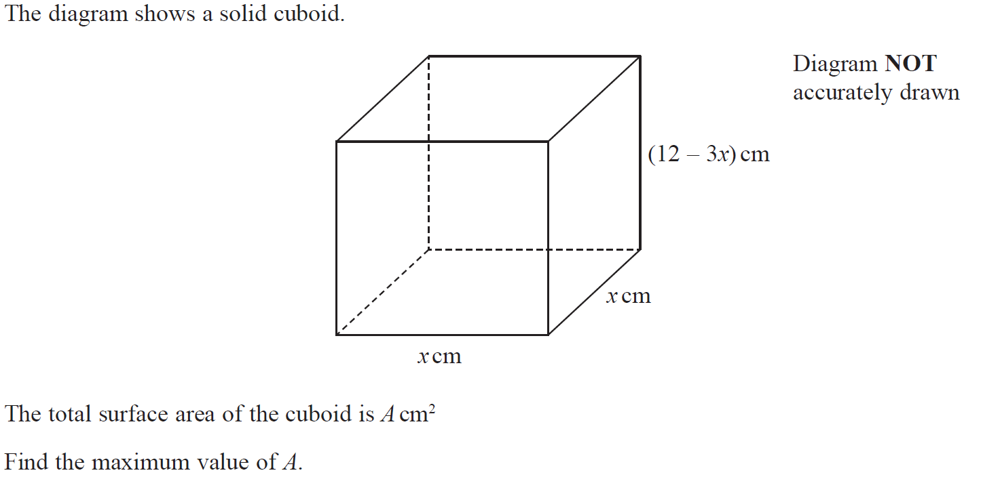 The diagram shows a solid cuboid.
Diagram NOT
accurately drawn
(12 – 3x) cm
x cm
x cm
The total surface area of the cuboid is A cm²
Find the maximum value of A.